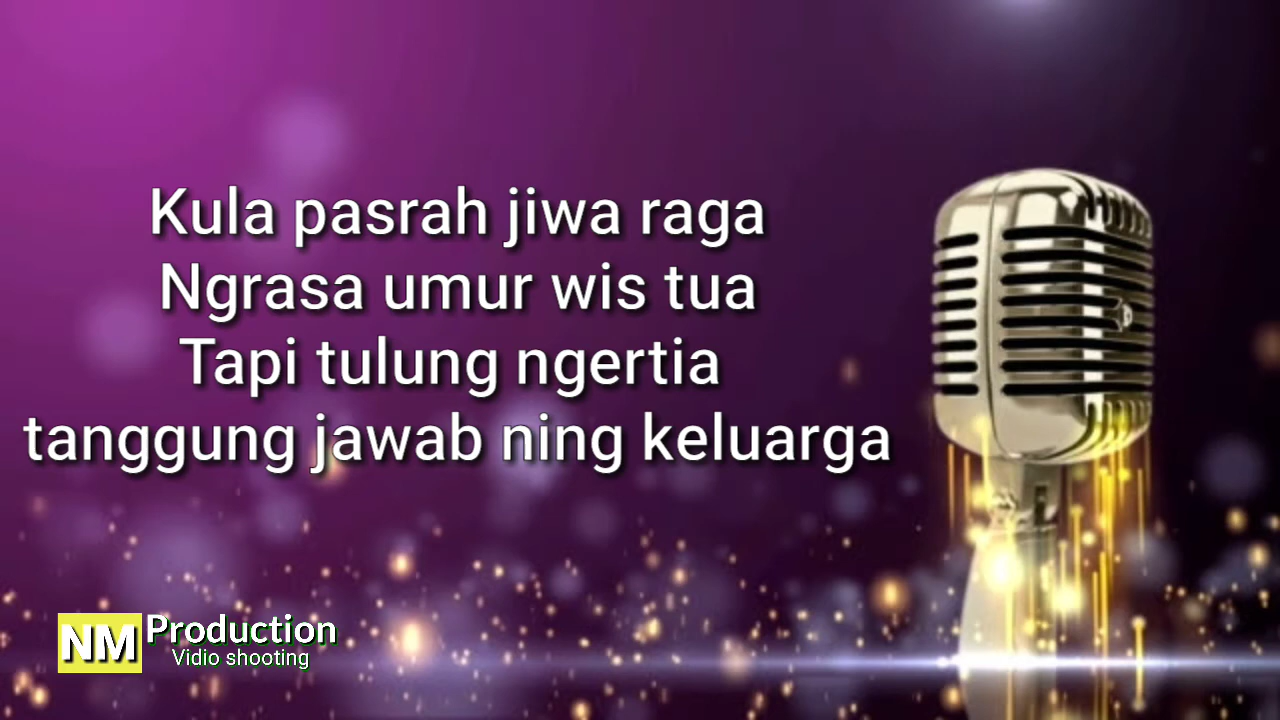 Kula pasrah jiwa raga
Ngrasa umur wis tua
Tapi tulung ngertia
tanggung jawab ning keluarga
NM Production
Vidio shooting